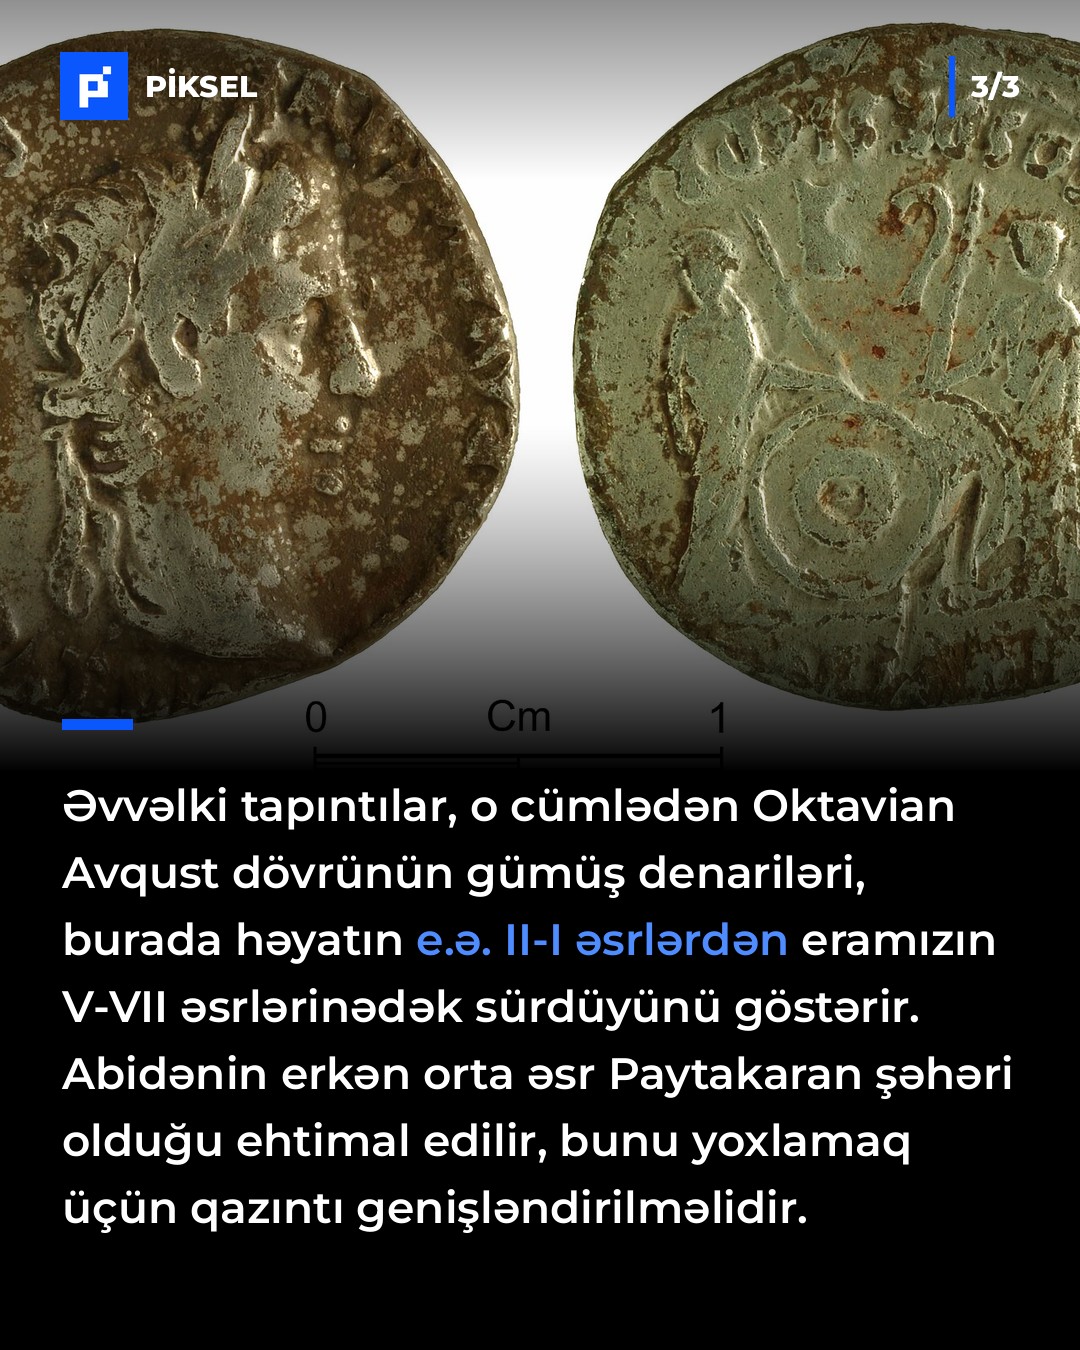 PİKSEL
3/3
0 Cm 1
Əvvəlki tapıntılar, o cümlədən Oktavian
Avqust dövrünün gümüş denariləri,
burada həyatın e.ə. II-I əsrlərdən eramızın
V-VII əsrlərinədək sürdüyünü göstərir.
Abidənin erkən orta əsr Paytakaran şəhəri
olduğu ehtimal edilir, bunu yoxlamaq
üçün qazıntı genişləndirilməlidir.